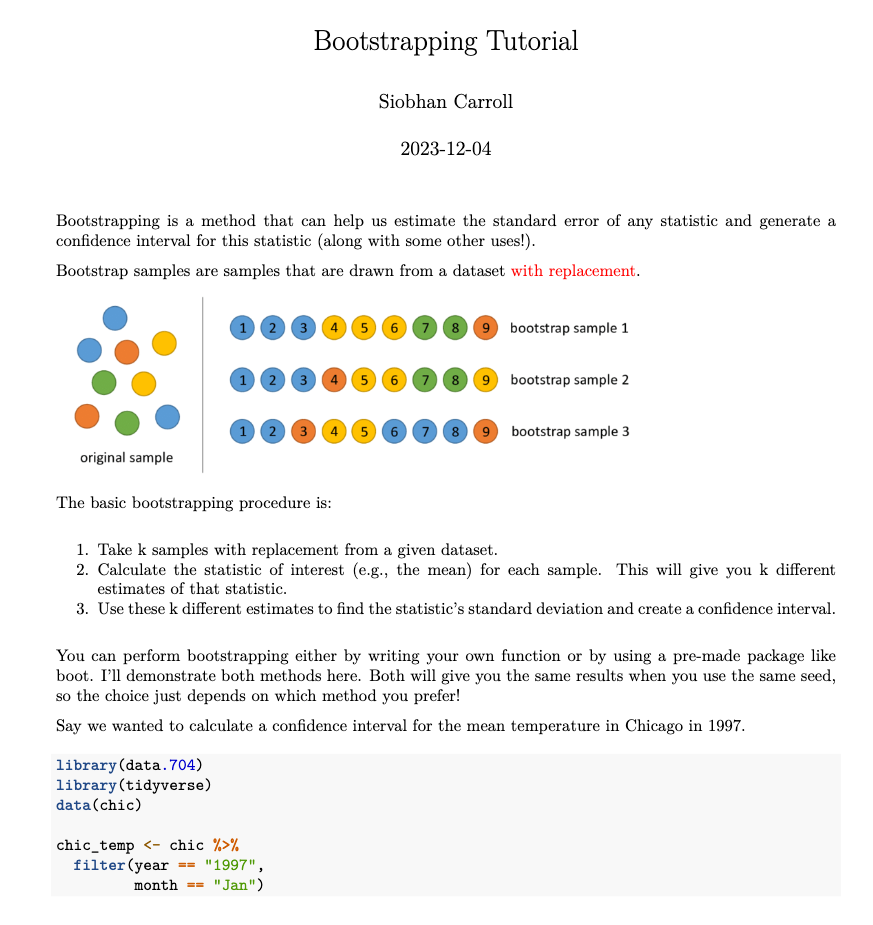 Bootstrapping Tutorial
Siobhan Carroll
2023-12-04
Bootstrapping is a method that can help us estimate the standard error of any statistic and generate a
confidence interval for this statistic (along with some other uses!).
Bootstrap samples are samples that are drawn from a dataset with replacement.
1 2 3 4 5 6 7 8 9 bootstrap sample 1
1 2 3 4 5 6 7 8 9 bootstrap sample 2
1 2 3 4 5 6 7 8 9 bootstrap sample 3
original sample
The basic bootstrapping procedure is:
1. Take k samples with replacement from a given dataset.
2. Calculate the statistic of interest (e.g., the mean) for each sample. This will give you k different
estimates of that statistic.
3. Use these k different estimates to find the statistic's standard deviation and create a confidence interval.
You can perform bootstrapping either by writing your own function or by using a pre-made package like
boot. I'll demonstrate both methods here. Both will give you the same results when you use the same seed,
so the choice just depends on which method you prefer!
Say we wanted to calculate a confidence interval for the mean temperature in Chicago in 1997.
library(data.704)
library(tidyverse)
data(chic)
chic_temp <- chic %>%
  filter(year == "1997",
         month == "Jan")